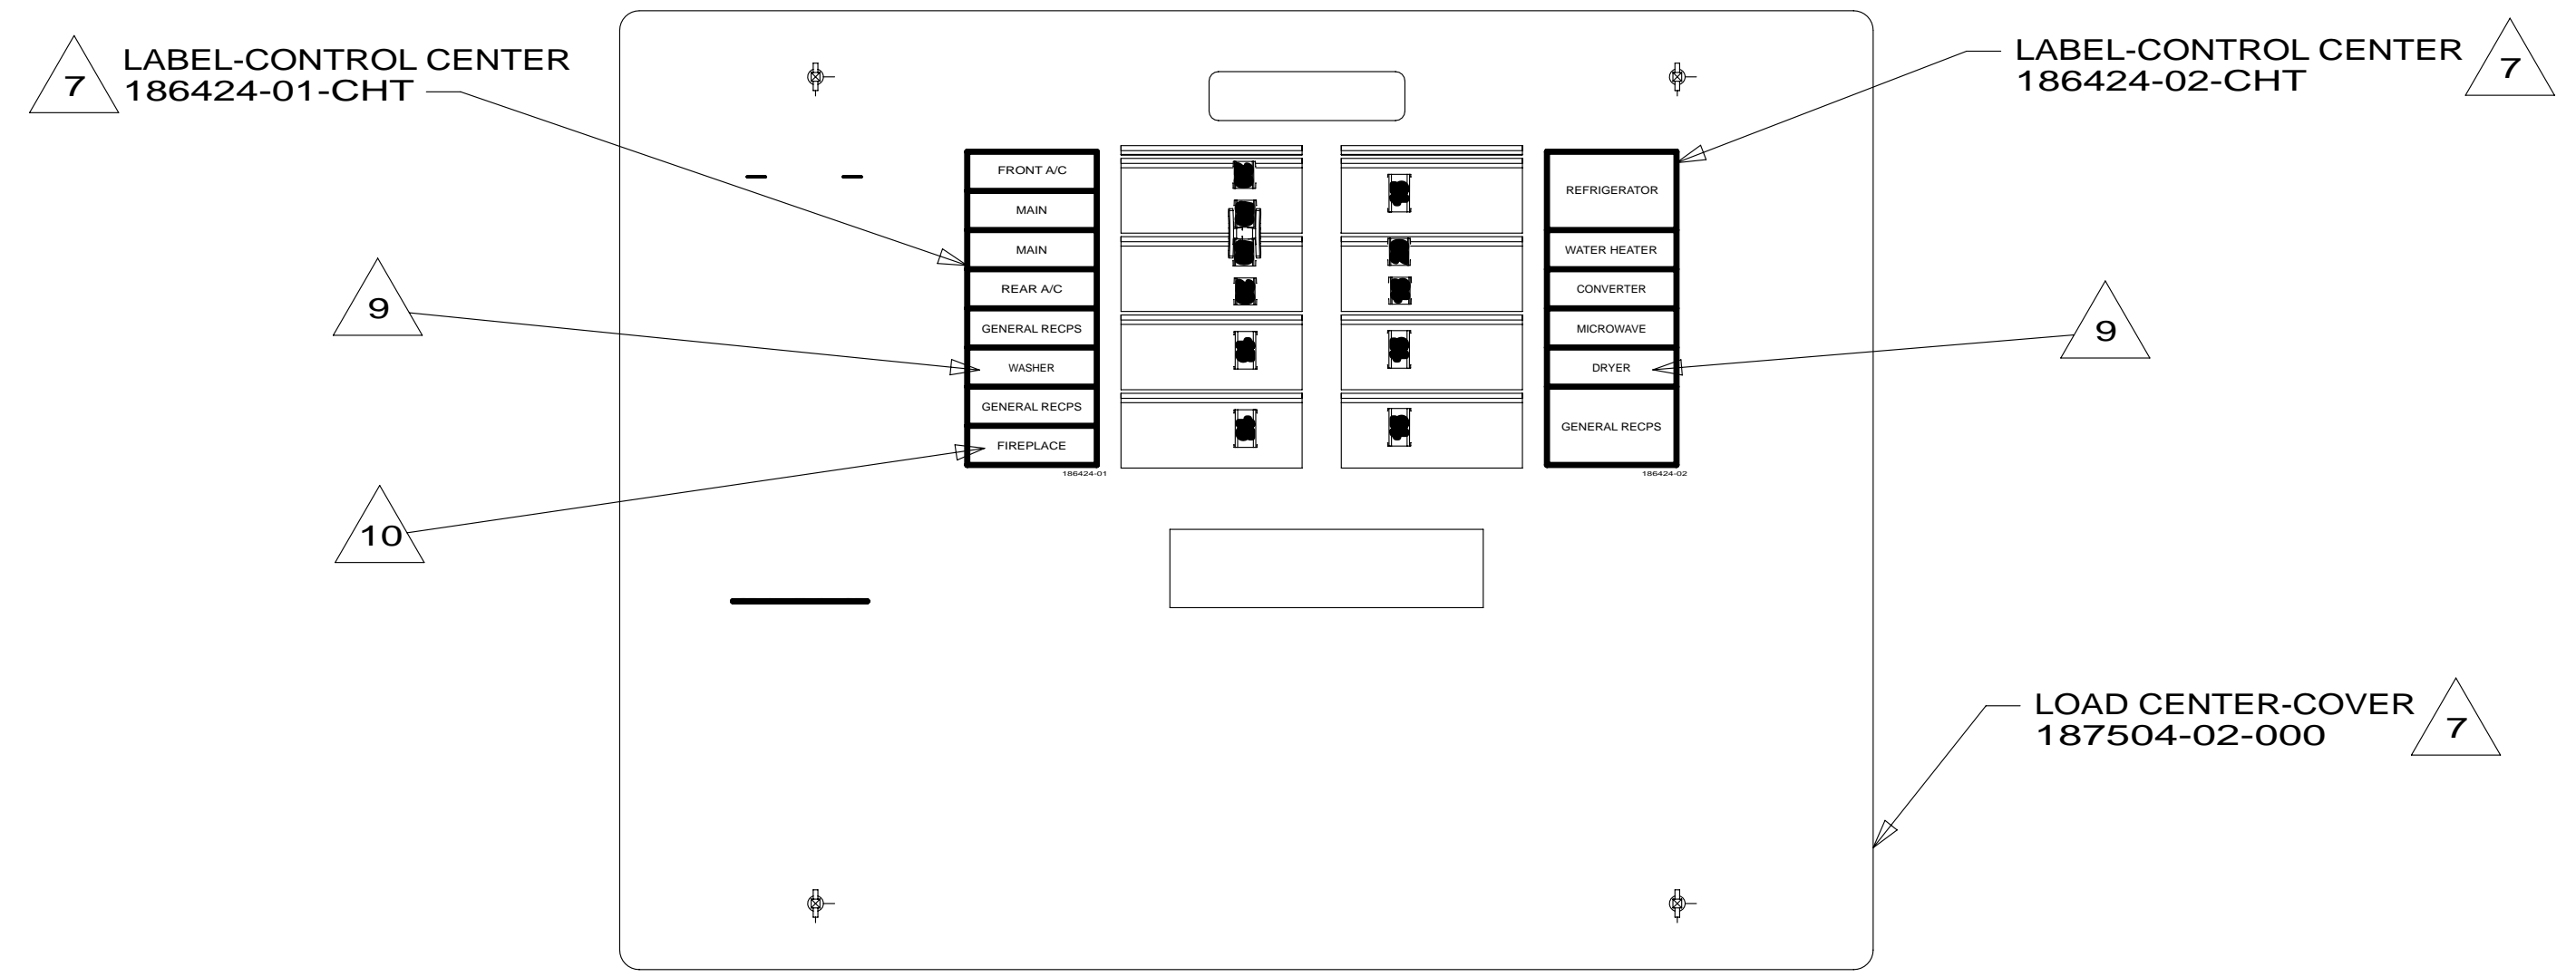 7
LABEL-CONTROL CENTER
186424-01-CHT
LABEL-CONTROL CENTER
186424-02-CHT
7
FRONT A/C
MAIN
MAIN
REAR A/C
GENERAL RECPS
WASHER
GENERAL RECPS
FIREPLACE
186424-01
REFRIGERATOR
WATER HEATER
CONVERTER
MICROWAVE
DRYER
GENERAL RECPS
186424-02
9
9
10
LOAD CENTER-COVER
187504-02-000
7